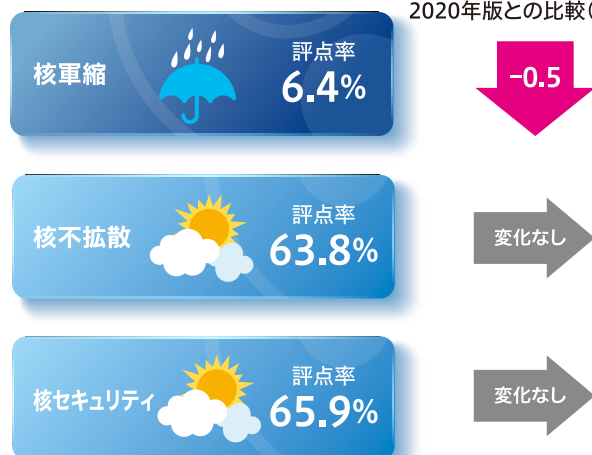 2020年版との比較(
核軍縮
評点率
6.4%
-0.5
核不拡散
評点率
63.8%
変化なし
核セキュリティ
評点率
65.9%
変化なし